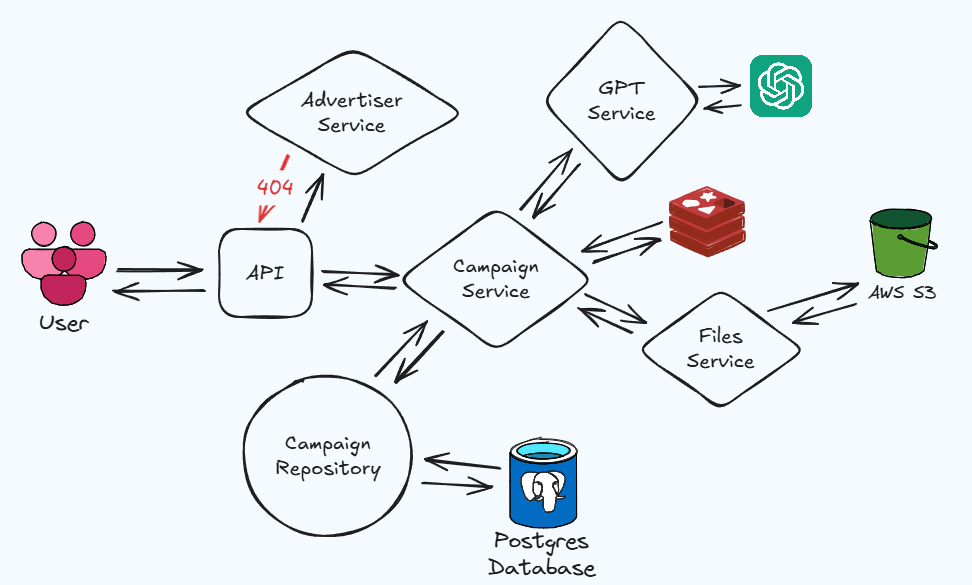 Advertiser
Service
GPT
Service
404
User
API
Campaign
Service
AWS S3
Files
Service
Campaign
Repository
Postgres
Database